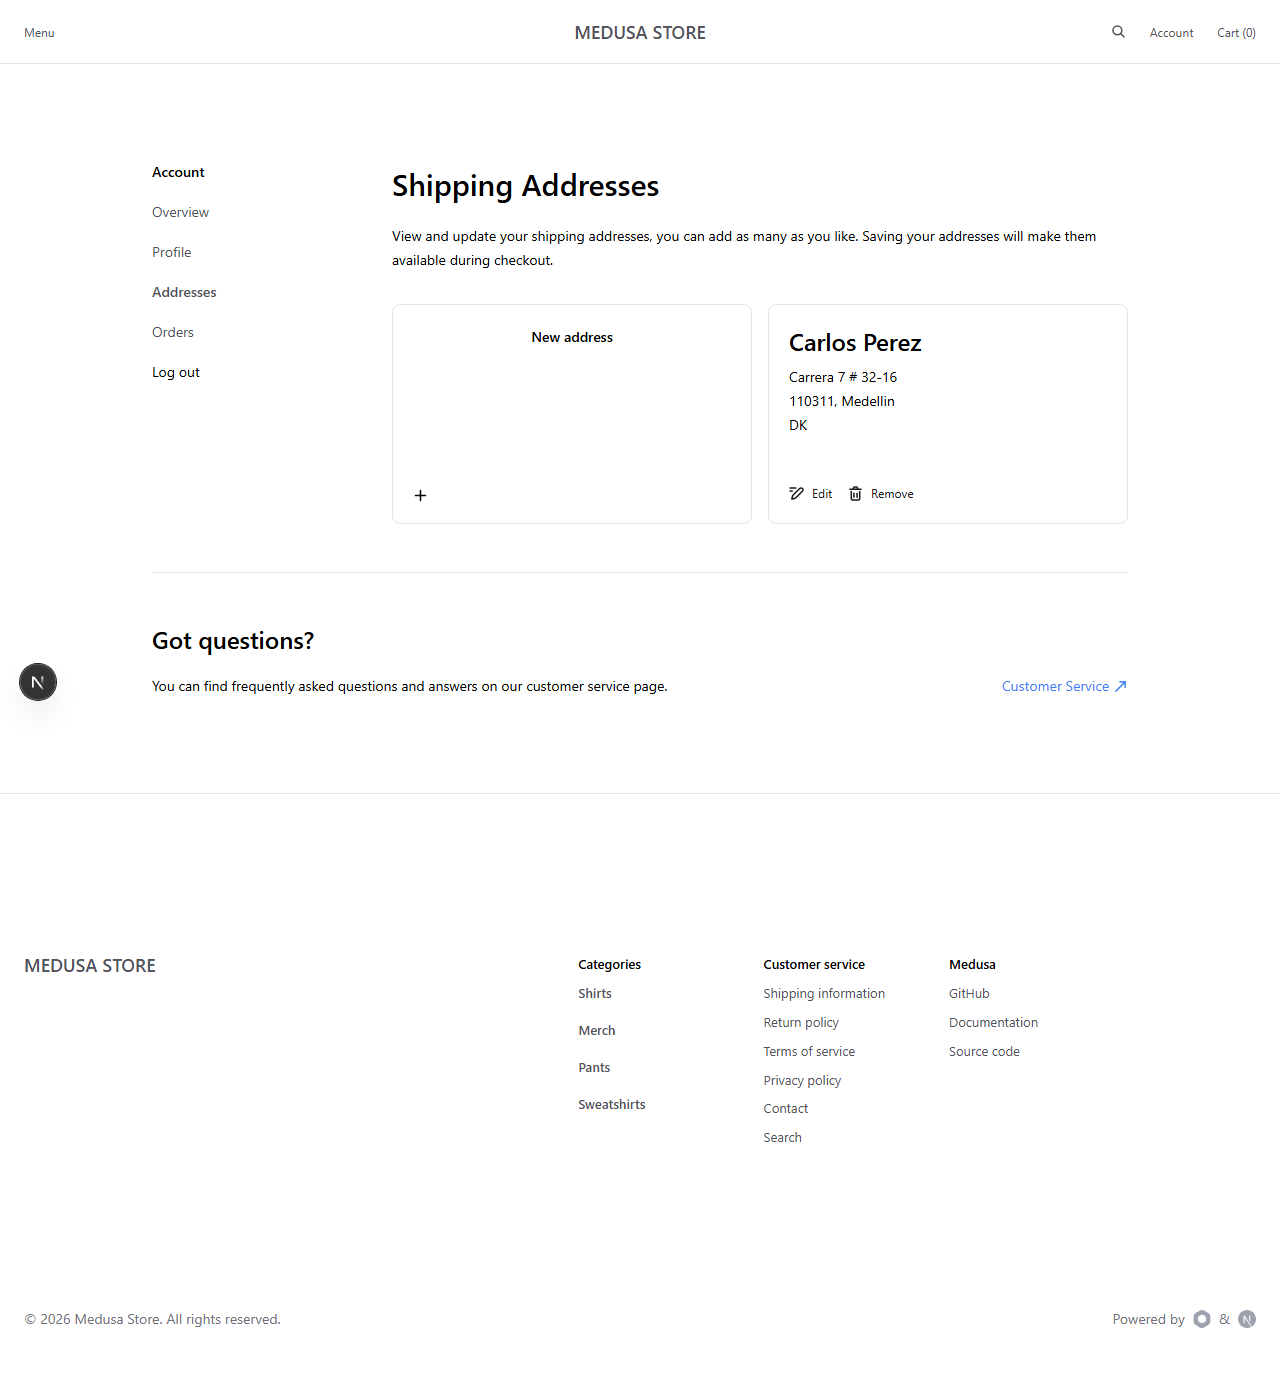 Menu
MEDUSA STORE
Account
Cart (0)
Account
Overview
Profile
Addresses
Orders
Log out
Shipping Addresses
View and update your shipping addresses, you can add as many as you like. Saving your addresses will make them
available during checkout.
New address
Carlos Perez
Carrera 7 # 32-16
110311, Medellin
DK
Edit
Remove
Got questions?
You can find frequently asked questions and answers on our customer service page.
Customer Service
N
MEDUSA STORE
Categories
Shirts
Merch
Pants
Sweatshirts
Customer service
Shipping information
Return policy
Terms of service
Privacy policy
Contact
Search
Medusa
GitHub
Documentation
Source code
© 2026 Medusa Store. All rights reserved.
Powered by & N